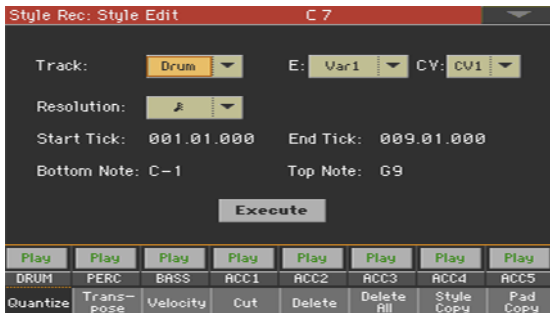 Style Rec: Style Edit C 7
Track: Drum E: Var1 CV: CV1
Resolution:
Start Tick: 001.01.000 End Tick: 009.01.000
Bottom Note: C-1 Top Note: G9
Execute
Play Play Play Play Play Play Play Play
DRUM PERC BASS ACC1 ACC2 ACC3 ACC4 ACC5
Quantize Trans-pose Velocity Cut Delete Delete All Style Copy Pad Copy